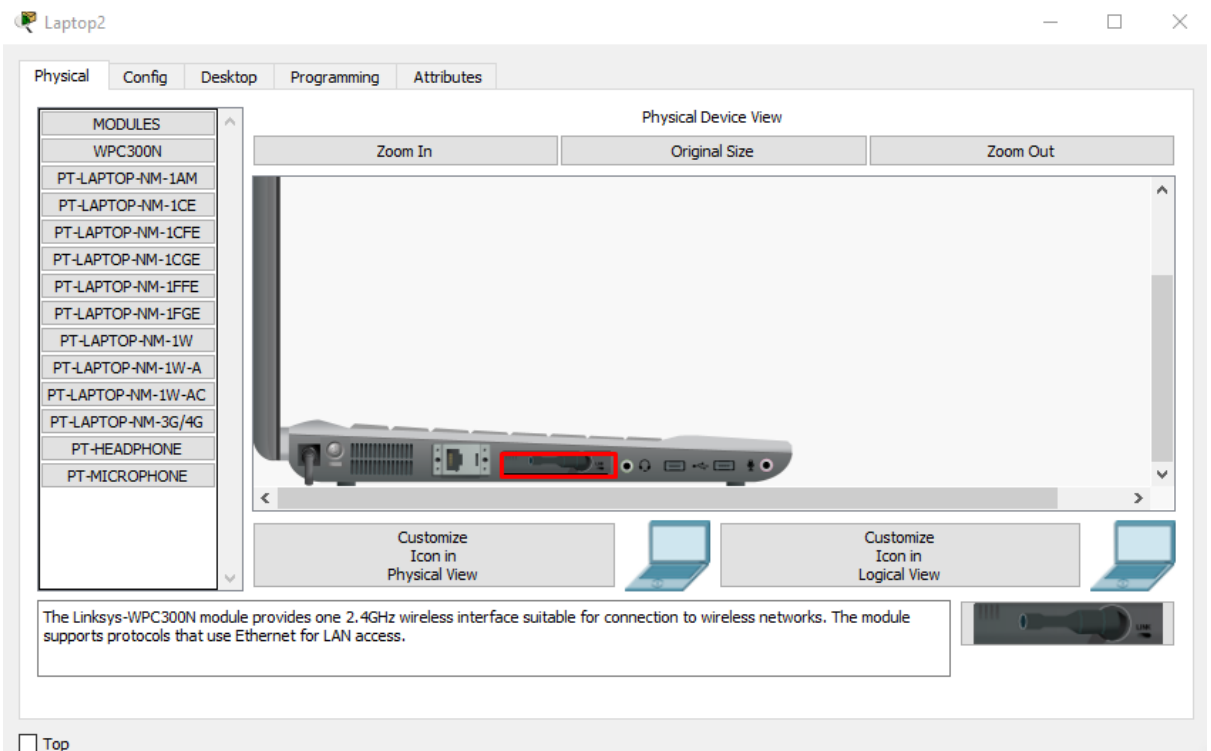 Laptop2
Physical Config Desktop Programming Attributes
MODULES
WPC300N
PT-LAPTOP-NM-1AM
PT-LAPTOP-NM-1CE
PT-LAPTOP-NM-1CFE
PT-LAPTOP-NM-1CGE
PT-LAPTOP-NM-1FFE
PT-LAPTOP-NM-1FGE
PT-LAPTOP-NM-1W
PT-LAPTOP-NM-1W-A
PT-LAPTOP-NM-1W-AC
PT-LAPTOP-NM-3G/4G
PT-HEADPHONE
PT-MICROPHONE
Physical Device View
Zoom In Original Size Zoom Out
Customize
Icon in
Physical View
Customize
Icon in
Logical View
The Linksys-WPC300N module provides one 2.4GHz wireless interface suitable for connection to wireless networks. The module
supports protocols that use Ethernet for LAN access.
LINK
Top